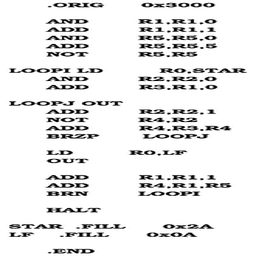 .ORIG 0x3000
AND R1,R1,0
ADD R1,R1,1
AND R5,R5,0
ADD R5,R5,5
NOT R5,R5
LOOPI LD R0,STAR
AND R2,R2,0
ADD R3,R1,0
LOOPJ OUT
ADD R2,R2,1
NOT R4,R2
ADD R4,R3,R4
BRZP LOOPJ
LD R0,LF
OUT
ADD R1,R1,1
ADD R4,R1,R5
BRN LOOPI
HALT
STAR .FILL 0x2A
LF .FILL 0x0A
.END